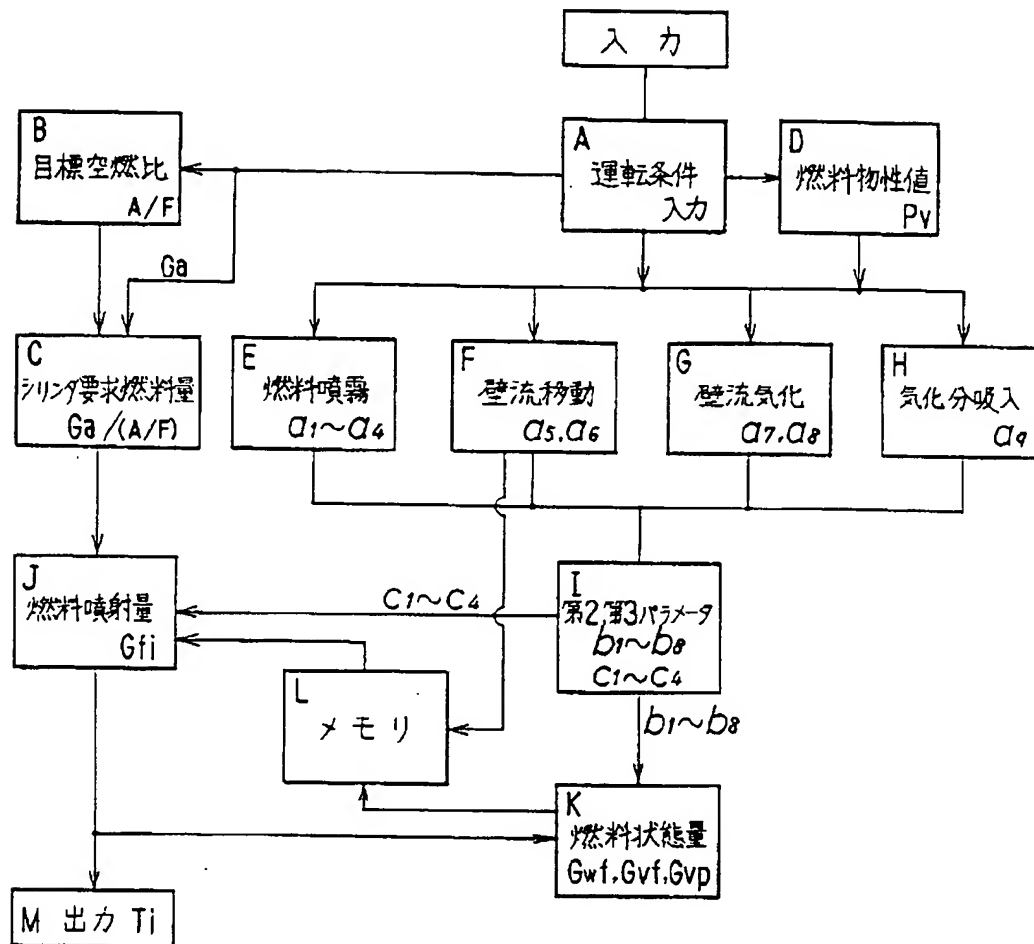 入力
B
目標空燃比
A/F
A
運転条件
入力
D
燃料物性値
Pv
Ga
C
シリンダ要求燃料量
Ga/(A/F)
E
燃料噴霧
a1~a4
F
壁流移動
a5,a6
G
壁流気化
a7,a8
H
気化分吸入
a9
J
燃料噴射量
Gfi
C1~C4
I
第2,第3パラメータ
b1~b8
C1~C4
L
メモリ
b1~b8
K
燃料状態量
Gwf,Gvf,Gvp
M 出力 Ti